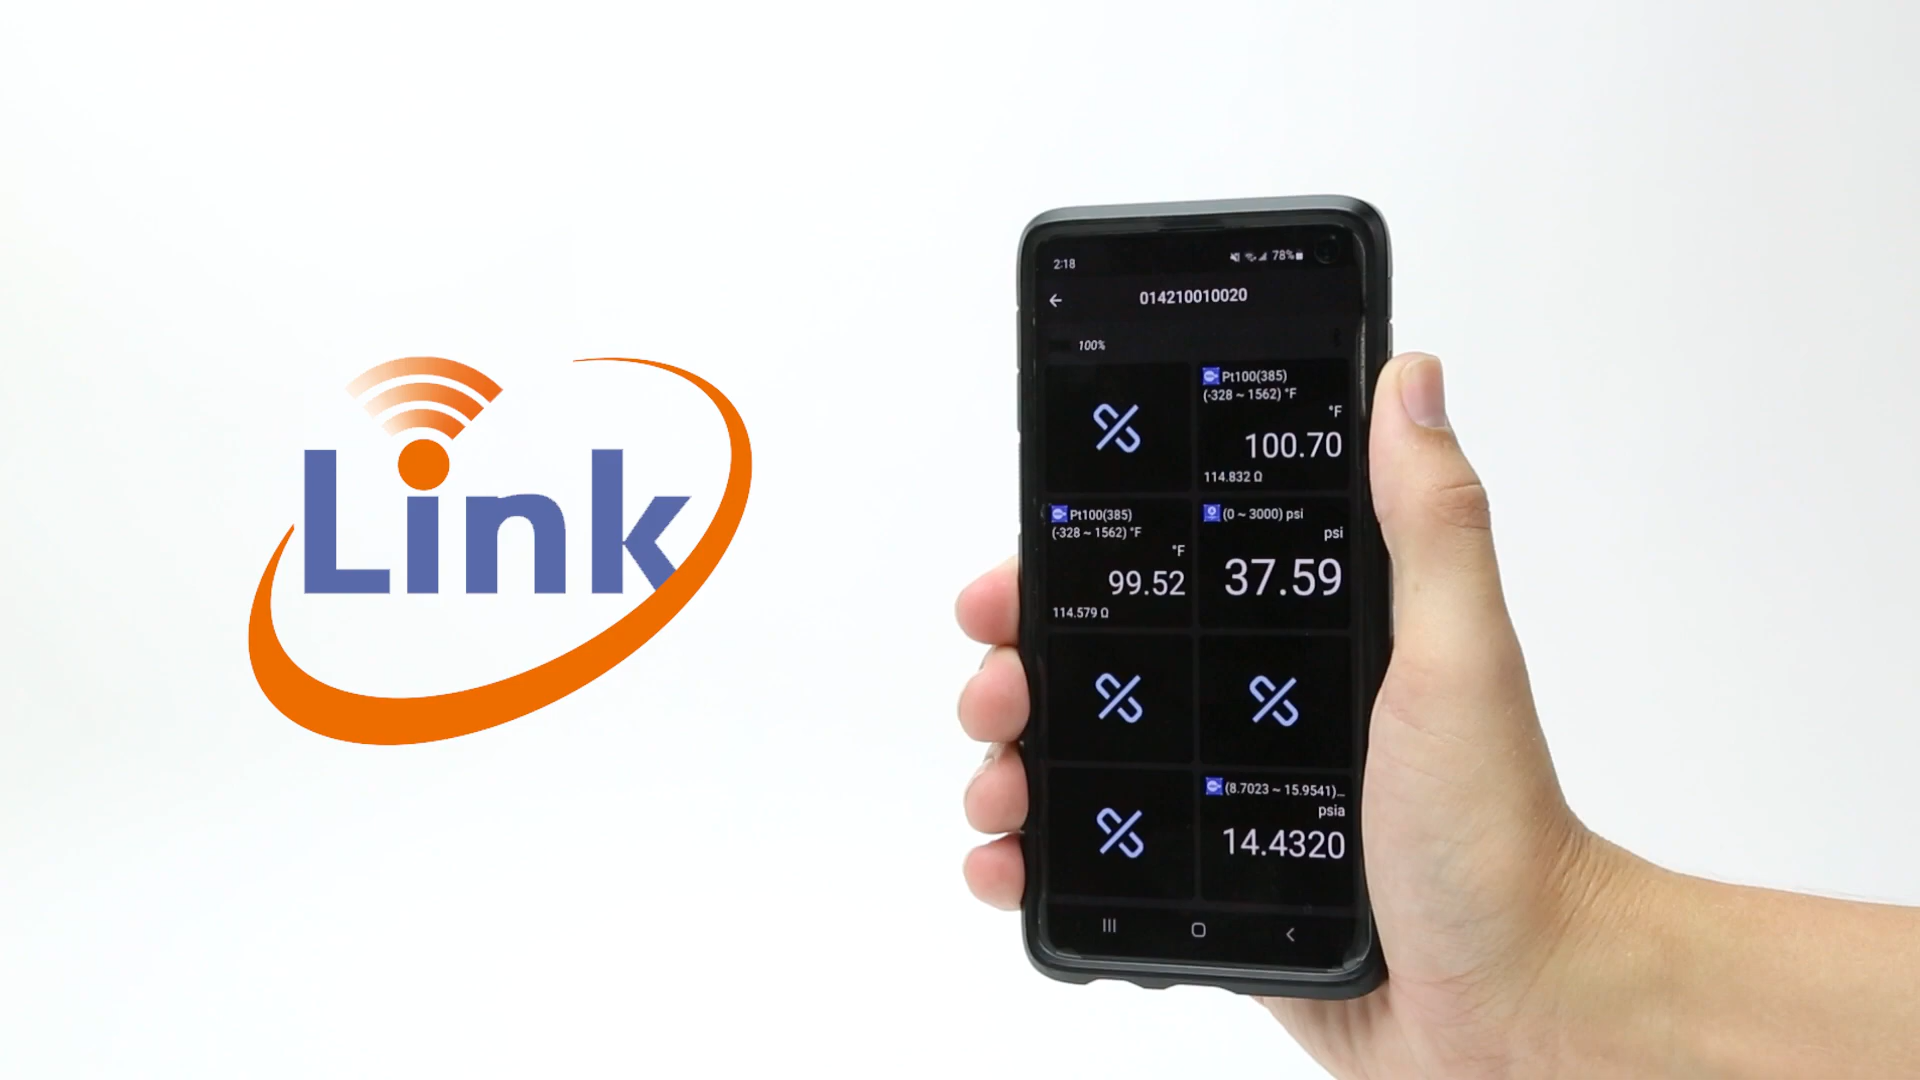 Link
2:18
78%
014210010020
100%
Pt100(385)
(-328 ~ 1562) °F
°F
100.70
114.832 Ω
Pt100(385)
(-328 ~ 1562) °F
°F
99.52
114.579 Ω
(0 ~ 3000) psi
psi
37.59
(8.7023 ~ 15.9541)...
psia
14.4320